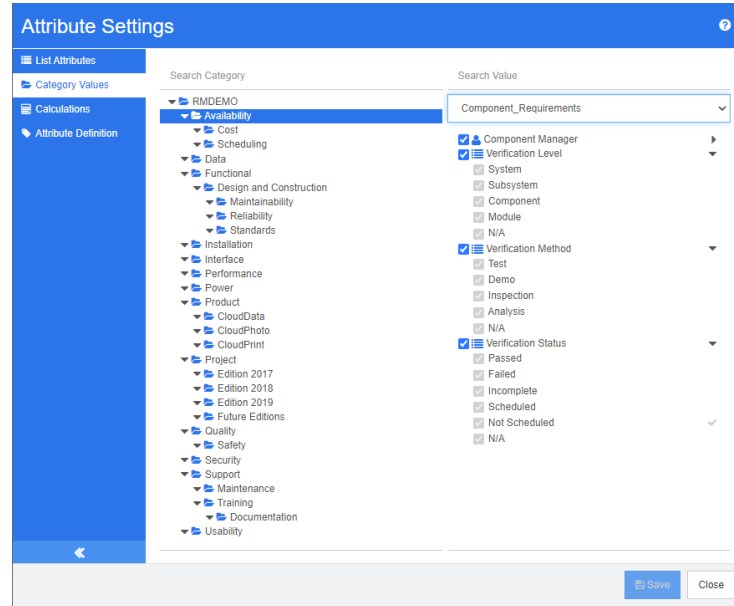 Attribute Settings
List Attributes
Category Values
Calculations
Attribute Definition
Search Category
RMDEMO
Availability
Cost
Scheduling
Data
Functional
Design and Construction
Maintainability
Reliability
Standards
Installation
Interface
Performance
Power
Product
CloudData
CloudPhoto
CloudPrint
Project
Edition 2017
Edition 2018
Edition 2019
Future Editions
Quality
Safety
Security
Support
Maintenance
Training
Documentation
Usability
Search Value
Component_Requirements
Component Manager
Verification Level
System
Subsystem
Component
Module
N/A
Verification Method
Test
Demo
Inspection
Analysis
N/A
Verification Status
Passed
Failed
Incomplete
Scheduled
Not Scheduled
N/A
Save
Close